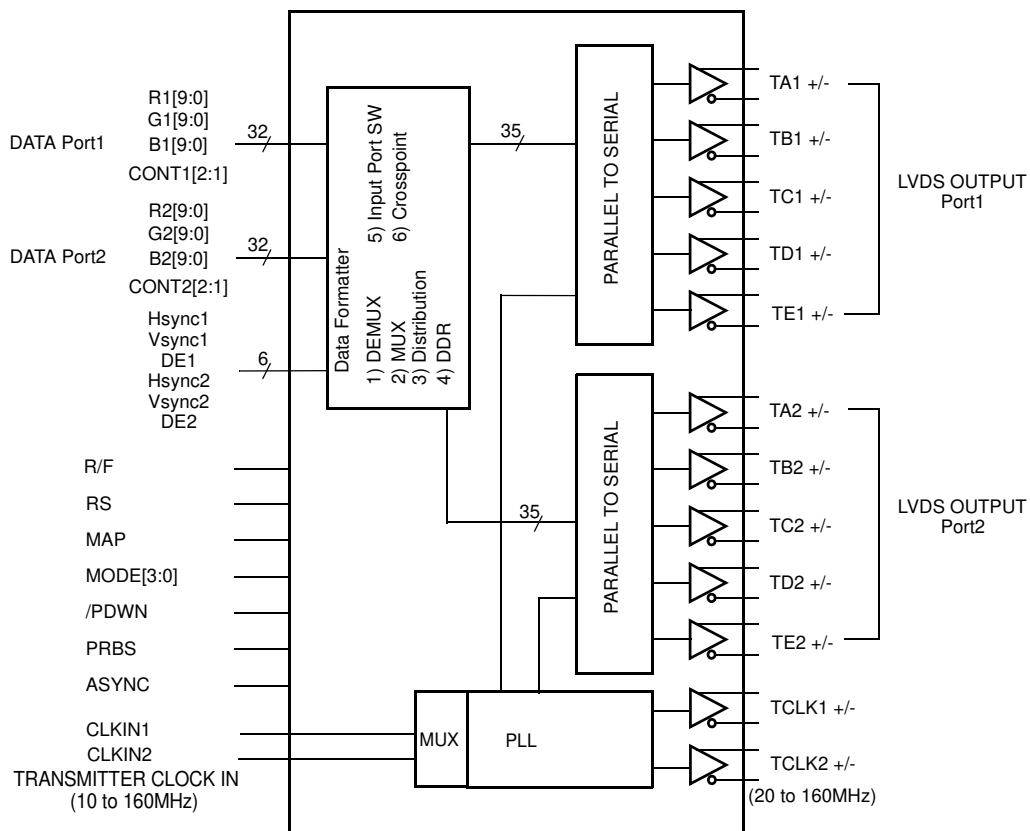 R1[9:0]
G1[9:0]
DATA Port1
B1[9:0]
32
CONT1[2:1]
R2[9:0]
G2[9:0]
DATA Port2
B2[9:0]
32
CONT2[2:1]
Hsync1
Vsync1
DE1
6
Hsync2
Vsync2
DE2
R/F
RS
MAP
MODE[3:0]
/PDWN
PRBS
ASYNC
CLKIN1
CLKIN2
TRANSMITTER CLOCK IN
(10 to 160MHz)
Data Formatter
1) DEMUX
2) MUX
3) Distribution
4) DDR
5) Input Port SW
6) Crosspoint
35
PARALLEL TO SERIAL
35
PARALLEL TO SERIAL
MUX
PLL
TA1 +/-
TB1 +/-
TC1 +/-
TD1 +/-
TE1 +/-
LVDS OUTPUT
Port1
TA2 +/-
TB2 +/-
TC2 +/-
TD2 +/-
TE2 +/-
LVDS OUTPUT
Port2
TCLK1 +/-
TCLK2 +/-
(20 to 160MHz)